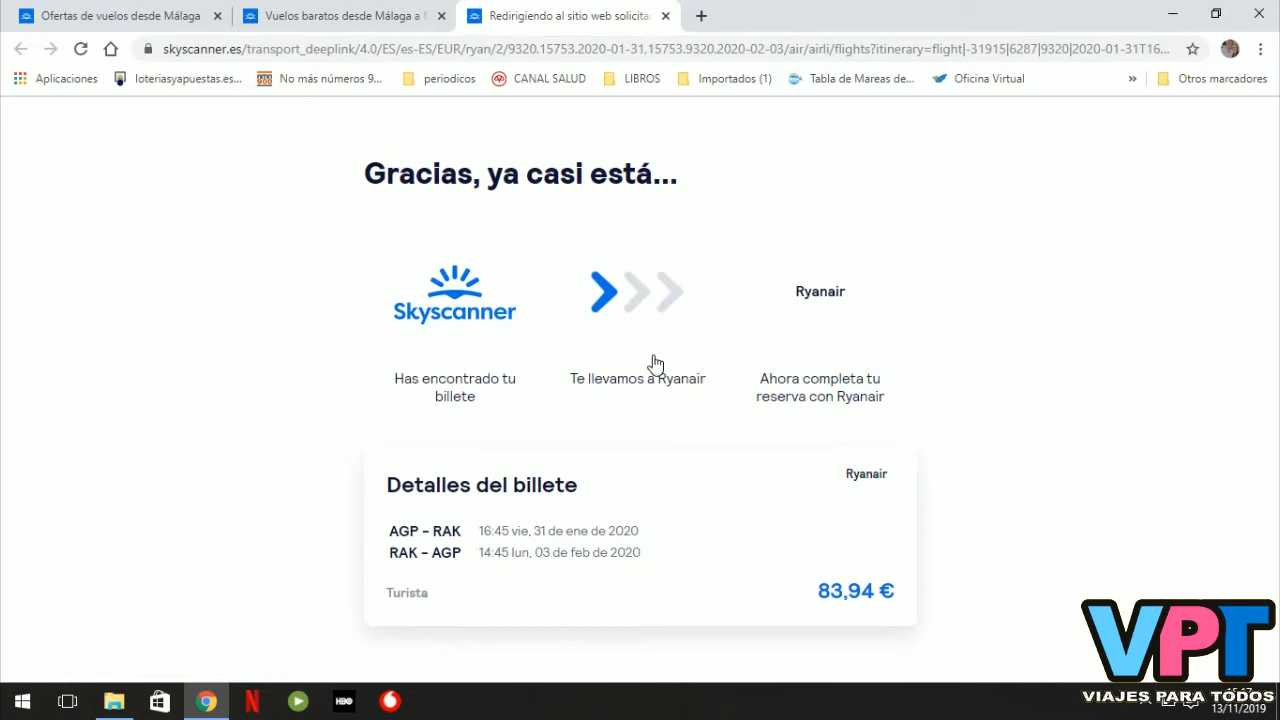 Ofertas de vuelos desde Málaga
Vuelos baratos desde Málaga a
Redirigiendo al sitio web solicita
skyscanner.es/transport_deeplink/4.0/ES/es-ES/EUR/ryan/2/9320.15753.2020-01-31,15753.9320.2020-02-03/air/airli/flights?itinerary=flight|-31915|6287|9320|2020-01-31T16...
Aplicaciones
loteriasyapuestas.es...
No más números 9...
periodicos
CANAL SALUD
LIBROS
Importados (1)
Tabla de Mareas de...
Oficina Virtual
»
Otros marcadores
Gracias, ya casi está...
Skyscanner
Ryanair
Has encontrado tu
billete
Te llevamos a Ryanair
Ahora completa tu
reserva con Ryanair
Detalles del billete
Ryanair
AGP - RAK 16:45 vie, 31 de ene de 2020
RAK - AGP 14:45 lun, 03 de feb de 2020
Turista
83,94 €
VPT
VIAJES PARA TODOS
N
HBO
13/11/2019